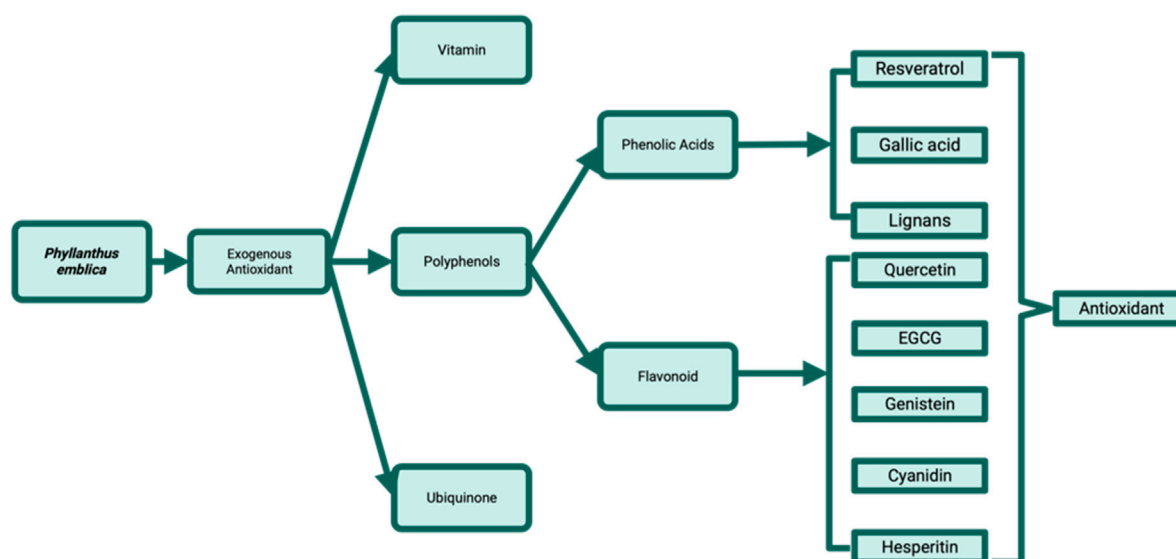 Phyllanthus
emblica
Exogenous
Antioxidant
Vitamin
Polyphenols
Ubiquinone
Phenolic Acids
Flavonoid
Resveratrol
Gallic acid
Lignans
Quercetin
EGCG
Genistein
Cyanidin
Hesperitin
Antioxidant